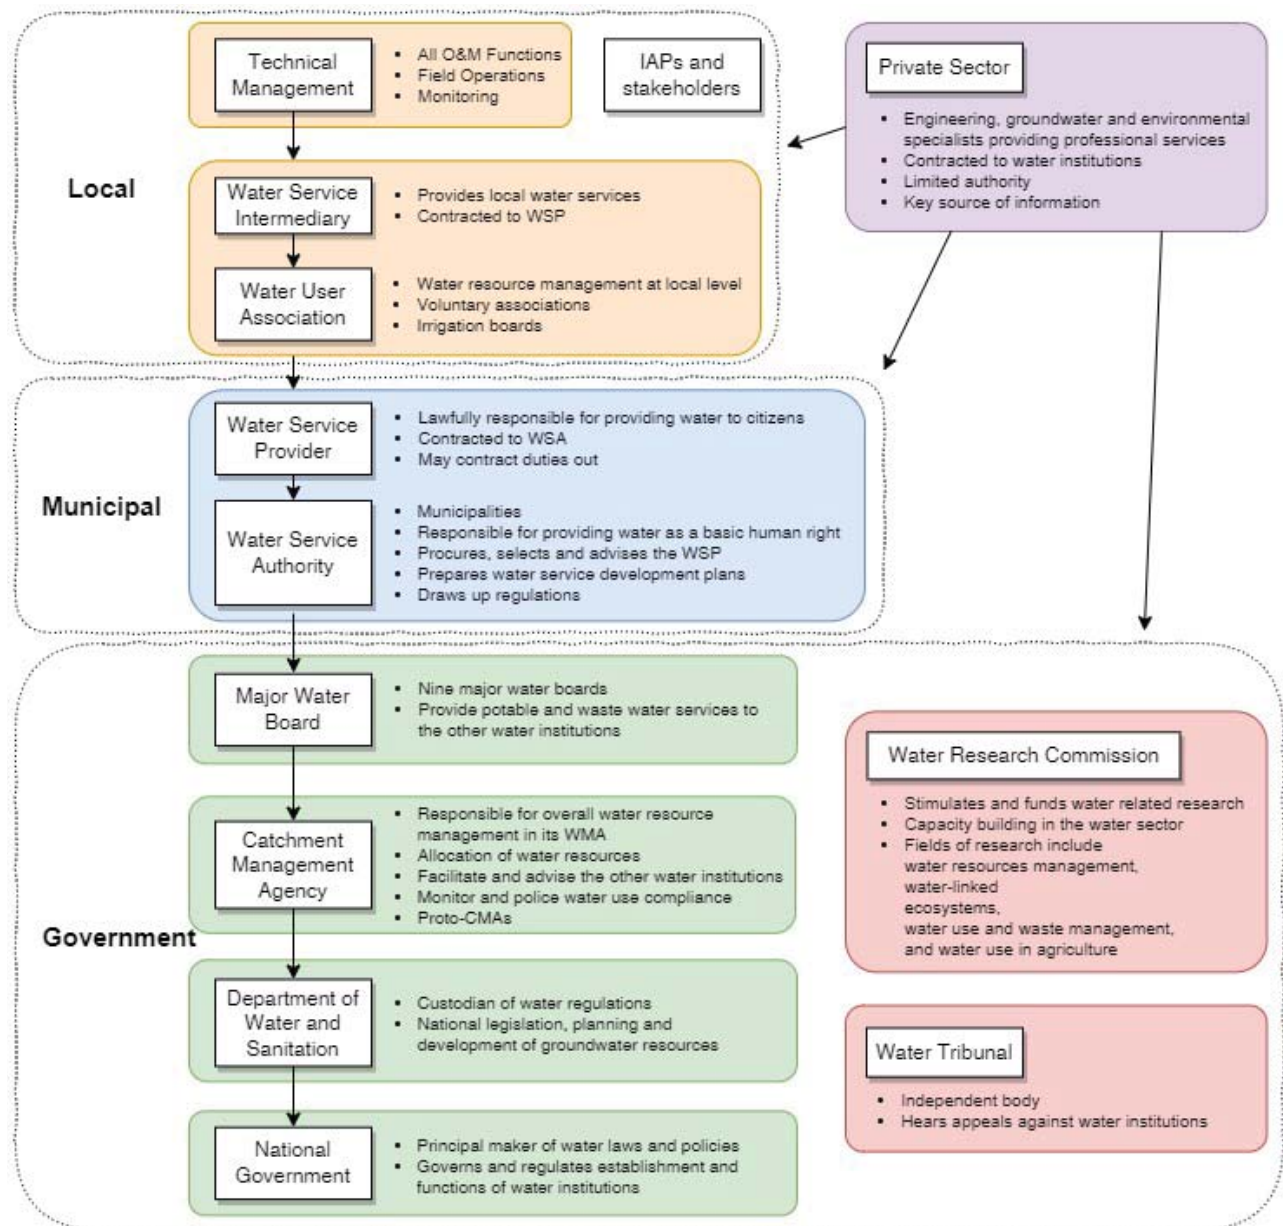 Local
Technical
Management
▪ All O&M Functions
▪ Field Operations
▪ Monitoring
IAPs and
stakeholders
Private Sector
▪ Engineering, groundwater and environmental
specialists providing professional services
▪ Contracted to water institutions
▪ Limited authority
▪ Key source of information
Water Service
Intermediary
▪ Provides local water services
▪ Contracted to WSP
Water User
Association
▪ Water resource management at local level
▪ Voluntary associations
▪ Irrigation boards
Municipal
Water Service
Provider
▪ Lawfully responsible for providing water to citizens
▪ Contracted to WSA
▪ May contract duties out
Water Service
Authority
▪ Municipalities
▪ Responsible for providing water as a basic human right
▪ Procures, selects and advises the WSP
▪ Prepares water service development plans
▪ Draws up regulations
Government
Major Water
Board
▪ Nine major water boards
▪ Provide potable and waste water services to
the other water institutions
Catchment
Management
Agency
▪ Responsible for overall water resource
management in its WMA
▪ Allocation of water resources
▪ Facilitate and advise the other water institutions
▪ Monitor and police water use compliance
▪ Proto-CMAs
Department of
Water and
Sanitation
▪ Custodian of water regulations
▪ National legislation, planning and
development of groundwater resources
National
Government
▪ Principal maker of water laws and policies
▪ Governs and regulates establishment and
functions of water institutions
Water Research Commission
▪ Stimulates and funds water related research
▪ Capacity building in the water sector
▪ Fields of research include
water resources management,
water-linked
ecosystems,
water use and waste management,
and water use in agriculture
Water Tribunal
▪ Independent body
▪ Hears appeals against water institutions